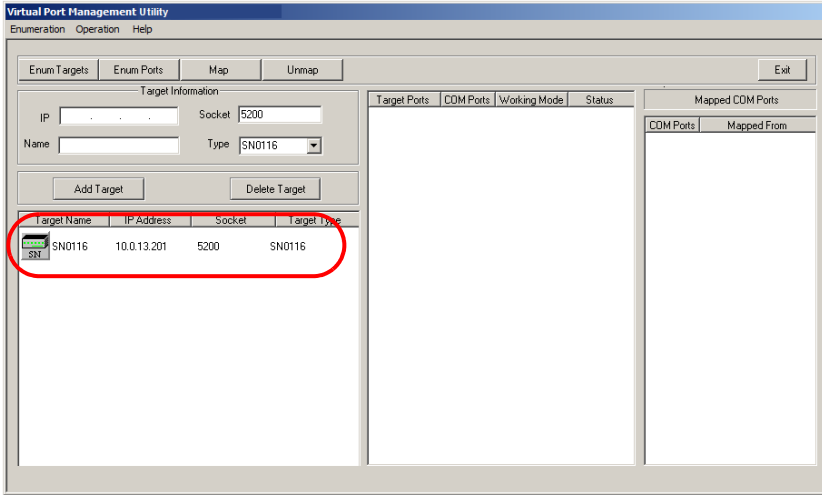 Virtual Port Management Utility
Enumeration Operation Help
Enum Targets Enum Ports Map Unmap Exit
Target Information
IP . . . Socket 5200
Name Type SN0116
Add Target Delete Target
Target Name IP Address Socket Target Type
SN SN0116 10.0.13.201 5200 SN0116
Target Ports COM Ports Working Mode Status
Mapped COM Ports
COM Ports Mapped From